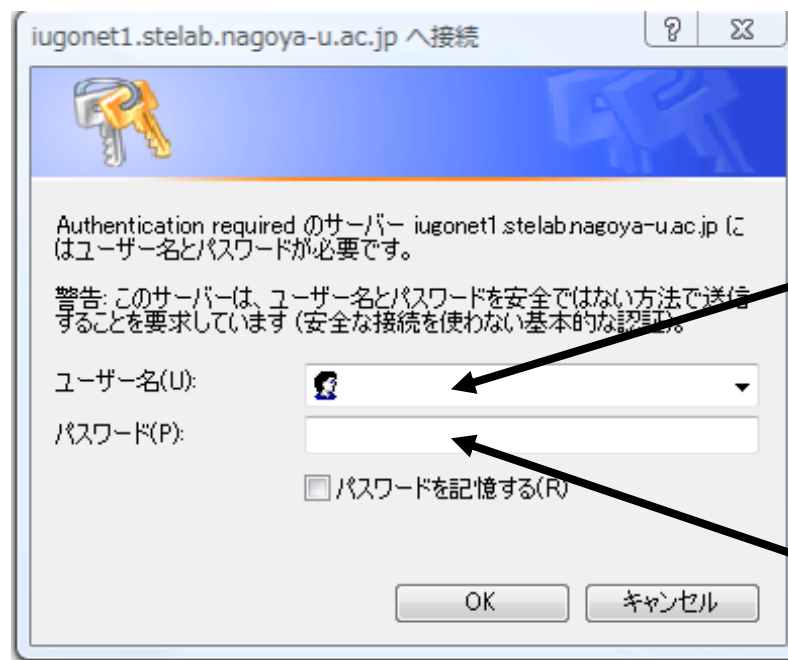 iugonet1.stelab.nagoya-u.ac.jp へ接続
Authentication required のサーバー iugonet1.stelab.nagoya-u.ac.jp に
はユーザー名とパスワードが必要です。
警告: このサーバーは、ユーザー名とパスワードを安全ではない方法で送信
することを要求しています (安全な接続を使わない基本的な認証)。
ユーザー名(U):
パスワード(P):
パスワードを記憶する(R)
OK
キャンセル